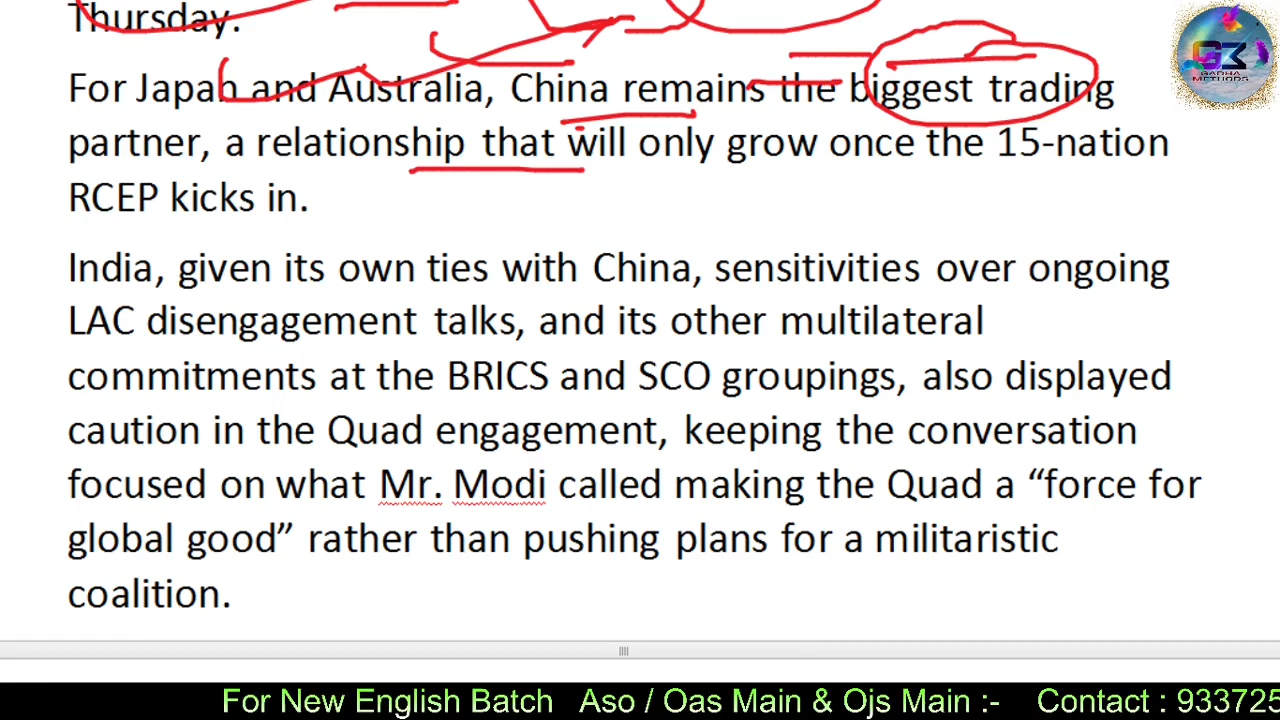 Thursday.
For Japan and Australia, China remains the biggest trading
partner, a relationship that will only grow once the 15-nation
RCEP kicks in.
India, given its own ties with China, sensitivities over ongoing
LAC disengagement talks, and its other multilateral
commitments at the BRICS and SCO groupings, also displayed
caution in the Quad engagement, keeping the conversation
focused on what Mr. Modi called making the Quad a “force for
global good” rather than pushing plans for a militaristic
coalition.
For New English Batch Aso / Oas Main & Ojs Main :- Contact : 933725